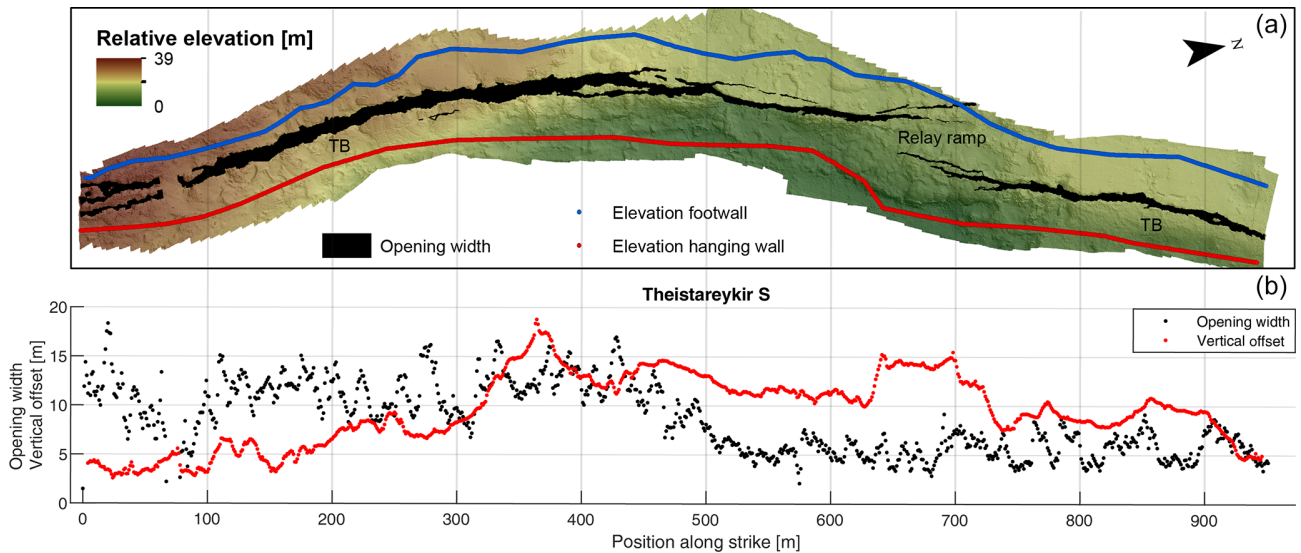 (a)
Relative elevation [m]
39
0
N
TB
Relay ramp
TB
Elevation footwall
Opening width
Elevation hanging wall
(b)
Theistareykir S
Opening width
Vertical offset [m]
20
15
10
5
0
Opening width
Vertical offset
0 100 200 300 400 500 600 700 800 900
Position along strike [m]